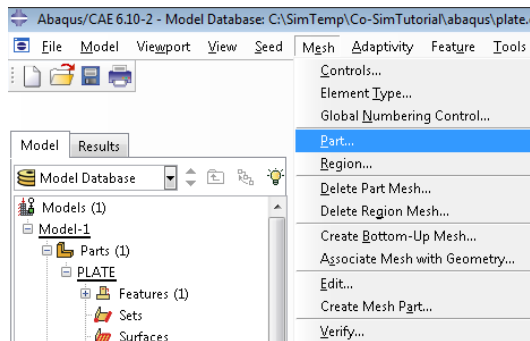 Abaqus/CAE 6.10-2 - Model Database: C:\SimTemp\Co-SimTutorial\abaqus\plate.
File Model Viewport View Seed Mesh Adaptivity Feature Tools
Controls...
Element Type...
Global Numbering Control...
Part...
Region...
Delete Part Mesh...
Delete Region Mesh...
Create Bottom-Up Mesh...
Associate Mesh with Geometry...
Edit...
Create Mesh Part...
Verify...
Model Results
Model Database
Models (1)
Model-1
Parts (1)
PLATE
Features (1)
Sets
Surfaces